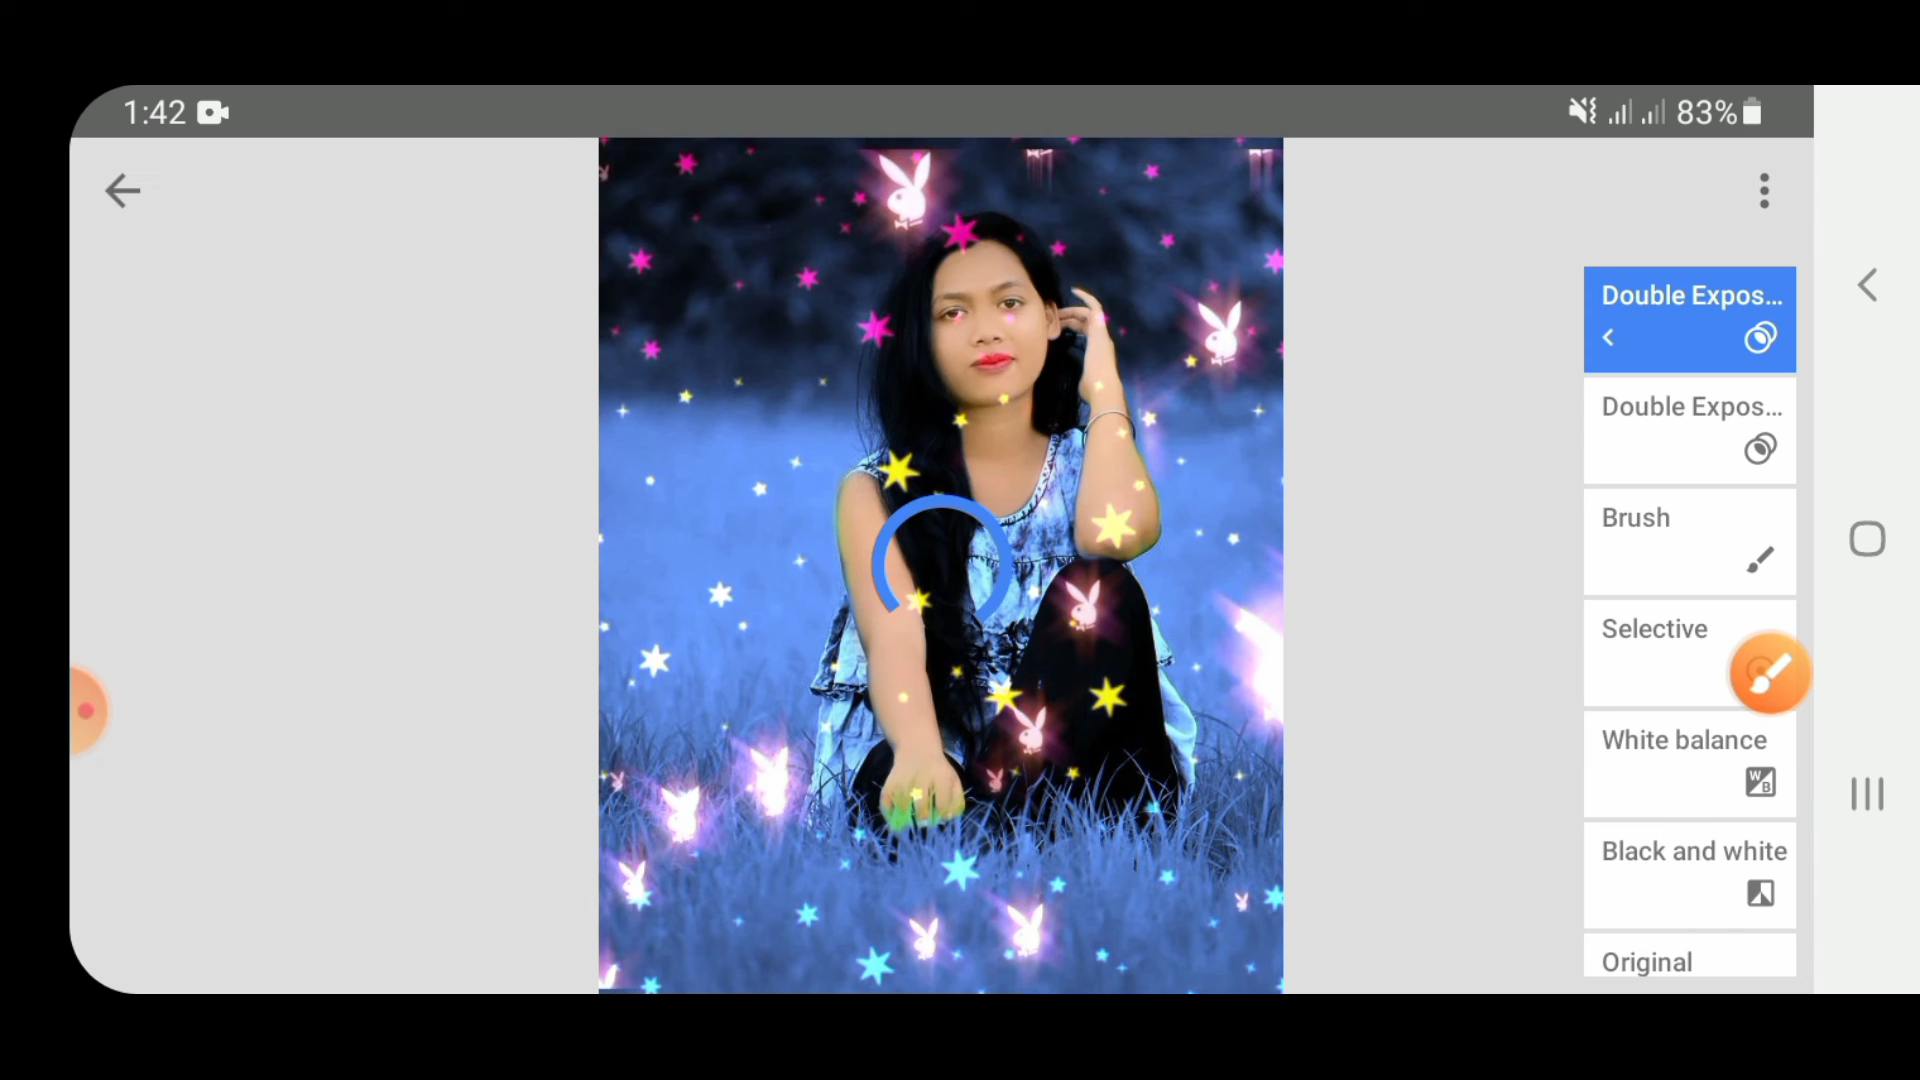 1:42
83%
Double Expos...
Double Expos...
Brush
Selective
White balance
W
B
Black and white
Original